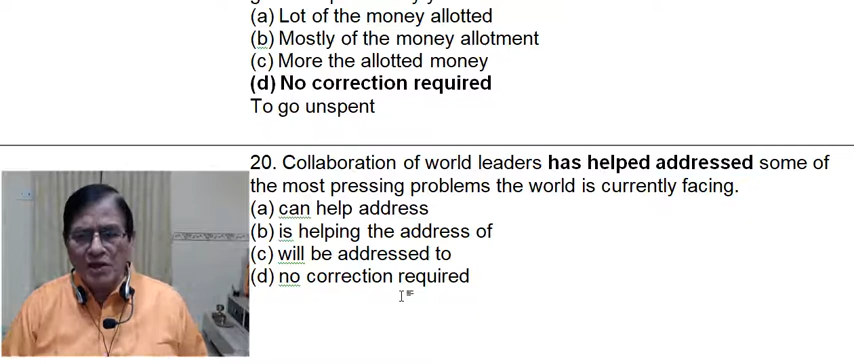 (a) Lot of the money allotted
(b) Mostly of the money allotment
(c) More the allotted money
(d) No correction required
To go unspent
20. Collaboration of world leaders has helped addressed some of
the most pressing problems the world is currently facing.
(a) can help address
(b) is helping the address of
(c) will be addressed to
(d) no correction required